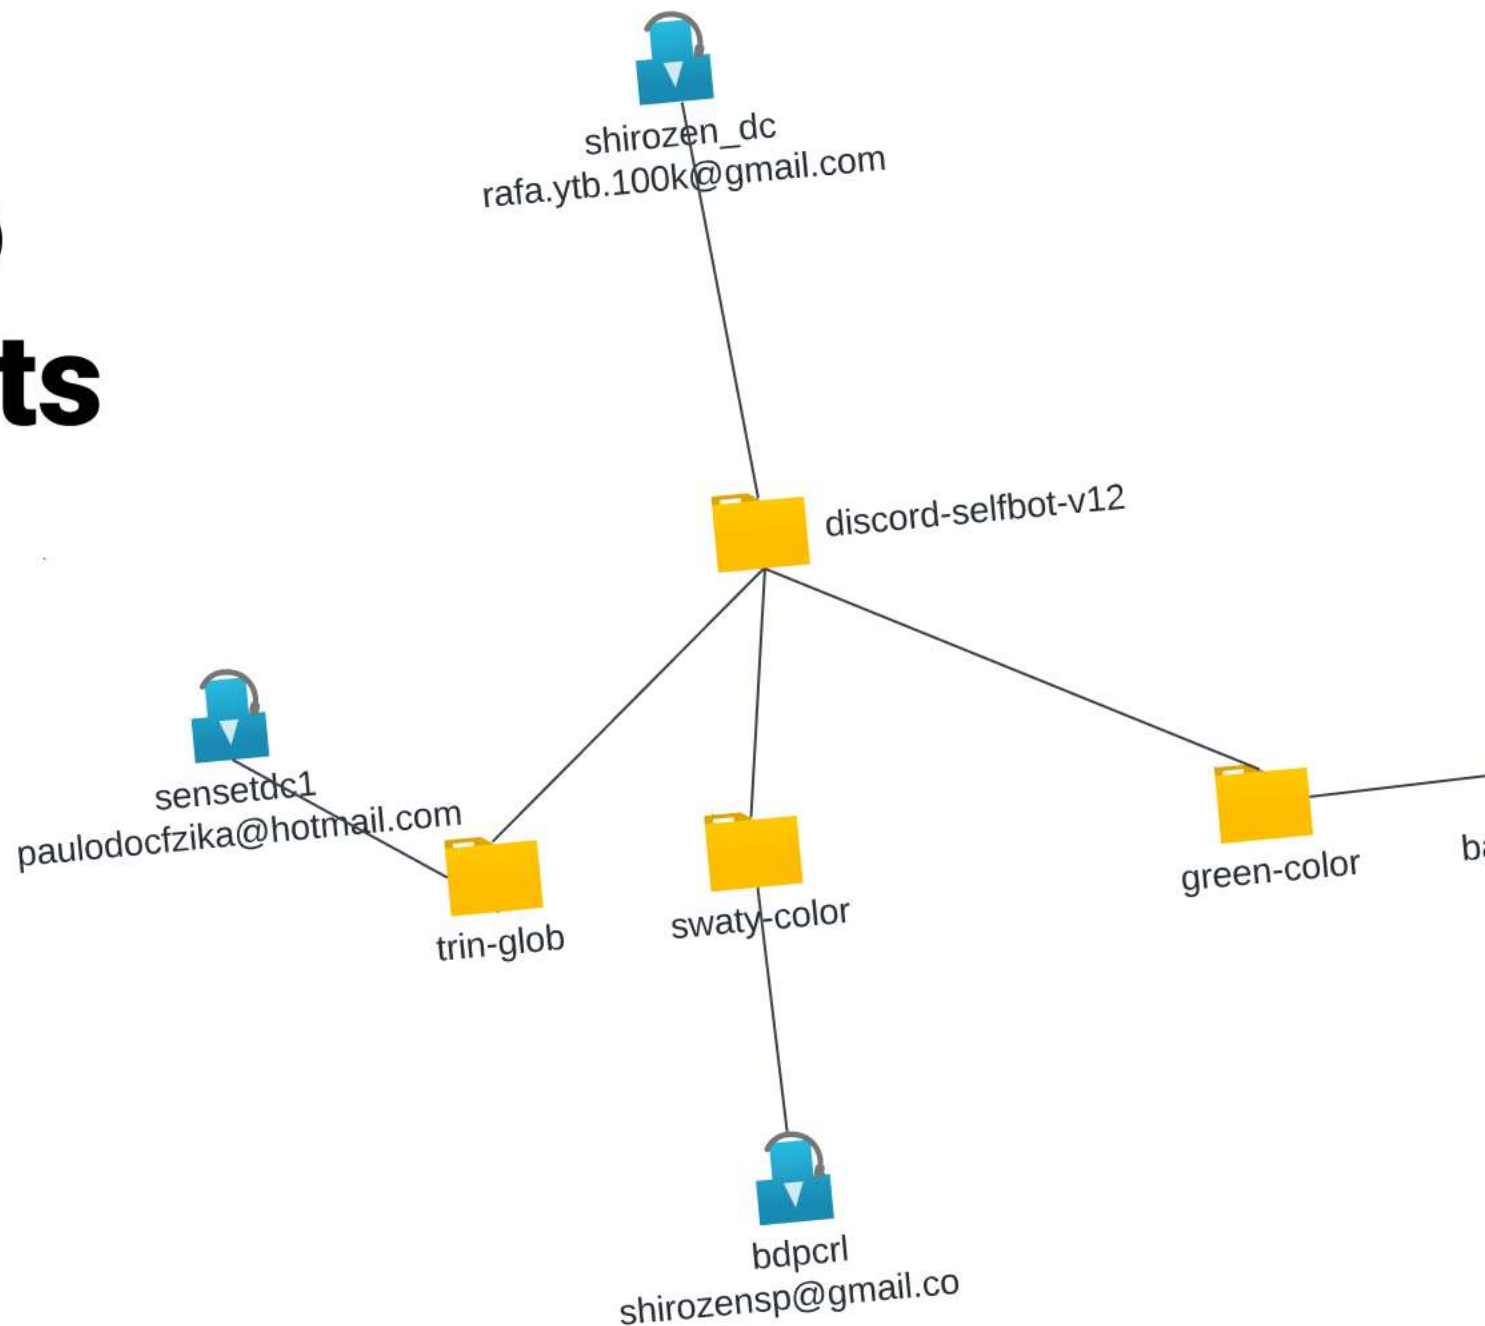 ts
shirozen_dc
rafa.ytb.100k@gmail.com
discord-selfbot-v12
sensetdc1
paulodocfzika@hotmail.com
trin-glob
swaty-color
green-color
ba
bdpcrl
shirozensp@gmail.co